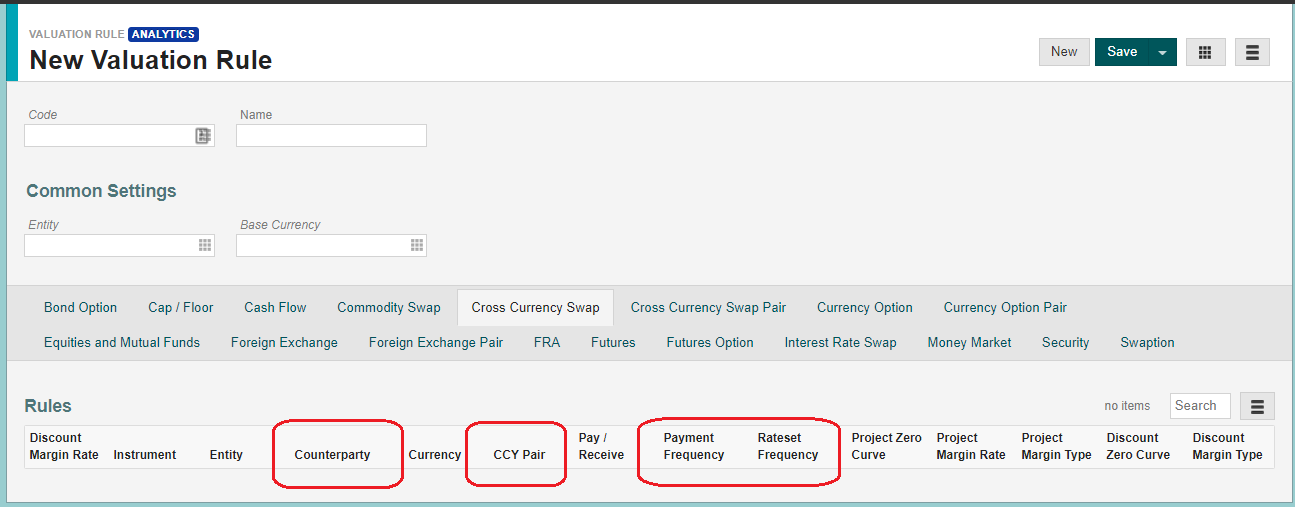 VALUATION RULE ANALYTICS
New Valuation Rule
New Save
Code Name
Common Settings
Entity Base Currency
Bond Option Cap / Floor Cash Flow Commodity Swap Cross Currency Swap Cross Currency Swap Pair Currency Option Currency Option Pair
Equities and Mutual Funds Foreign Exchange Foreign Exchange Pair FRA Futures Futures Option Interest Rate Swap Money Market Security Swaption
Rules no items Search
Discount Pay / Payment Rateset Project Zero Project Project Discount Discount
Margin Rate Instrument Entity Counterparty Currency CCY Pair Receive Frequency Frequency Curve Margin Rate Margin Type Zero Curve Margin Type